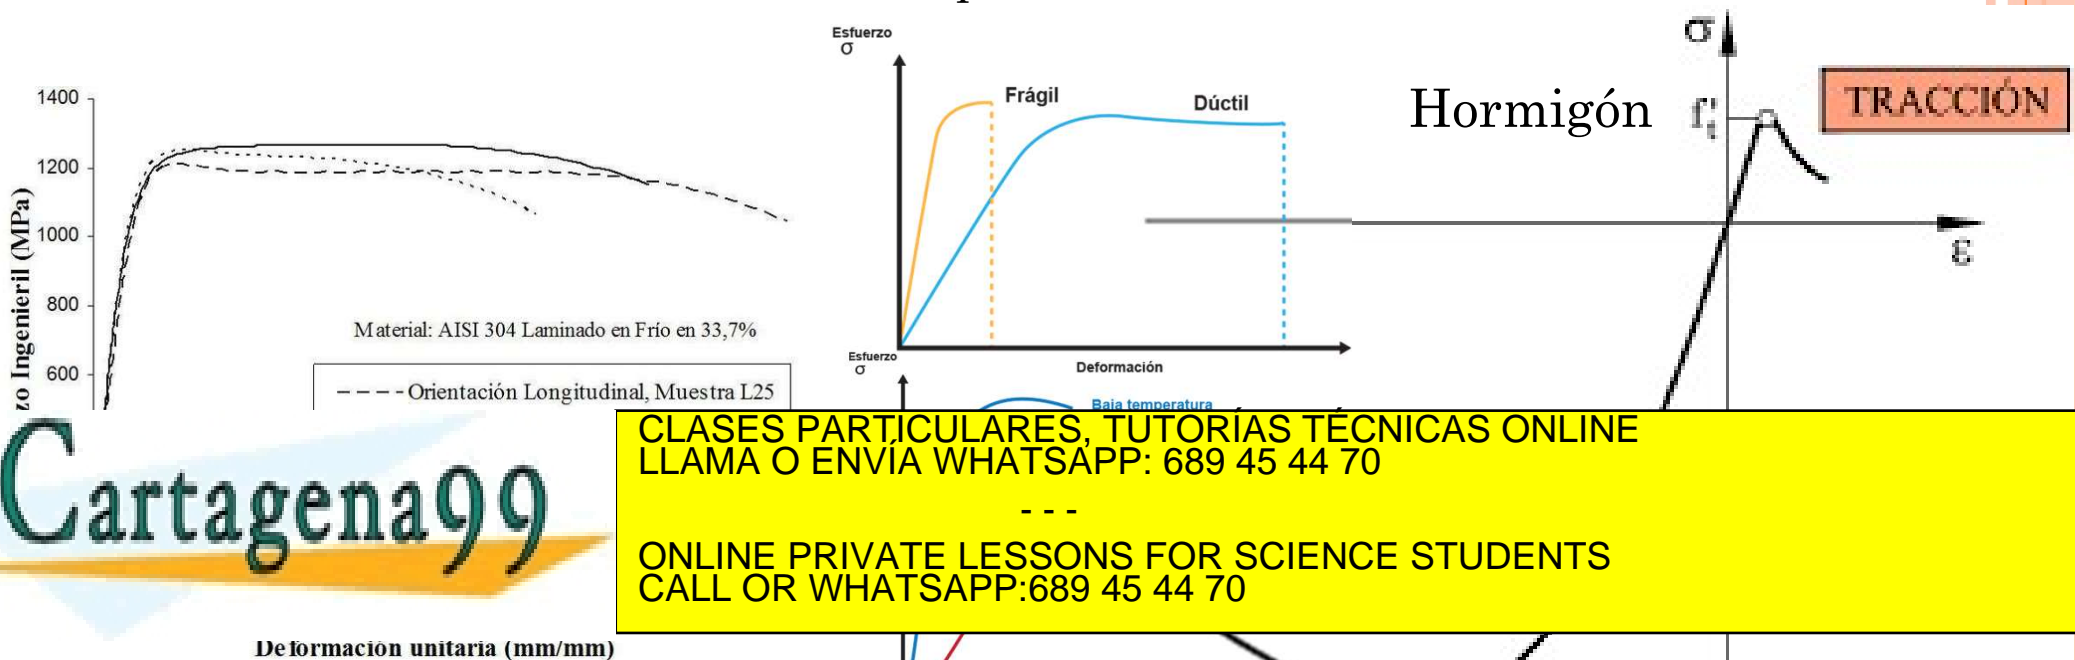 Esfuerzo
σ
1400
1200
1000
800
600
zo Ingenieril (MPa)
Material: AISI 304 Laminado en Frío en 33,7%
Orientación Longitudinal, Muestra L25
Deformación unitaria (mm/mm)
Frágil
Dúctil
Deformación
Esfuerzo
σ
Baja temperatura
Hormigón
σ
f't
TRACCIÓN
ε
Cartagena99
CLASES PARTICULARES, TUTORÍAS TÉCNICAS ONLINE
LLAMA O ENVÍA WHATSAPP: 689 45 44 70
- - -
ONLINE PRIVATE LESSONS FOR SCIENCE STUDENTS
CALL OR WHATSAPP:689 45 44 70